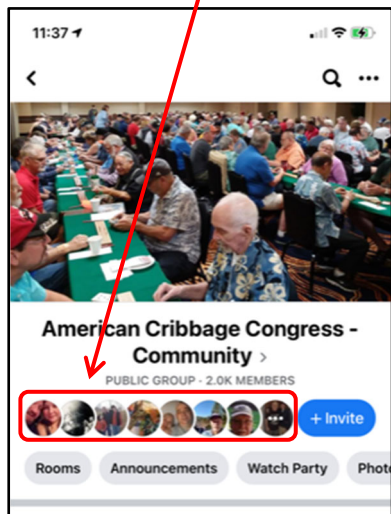 11:37
American Cribbage Congress -
Community >
PUBLIC GROUP · 2.0K MEMBERS
+ Invite
Rooms Announcements Watch Party Phot